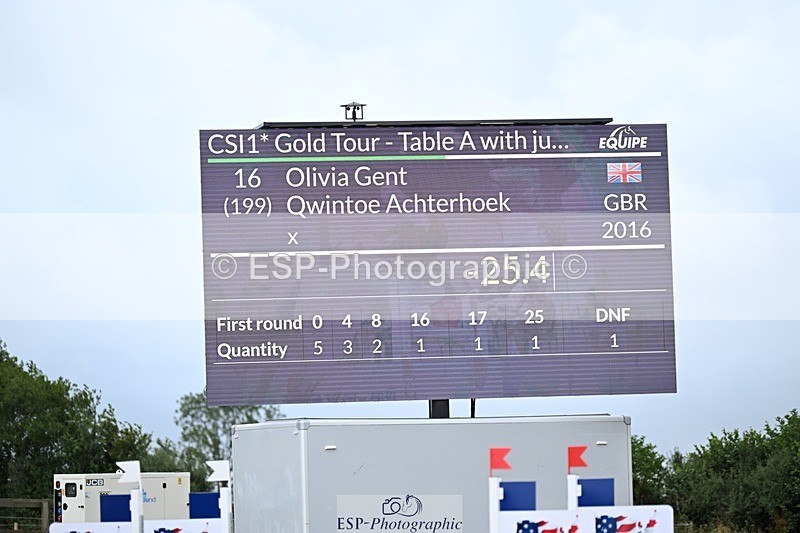 CSI1* Gold Tour - Table A with ju... EQUIPE
16 Olivia Gent
(199) Qwintoe Achterhoek GBR
x 2016
© ESP-Photographic ©
-25.4
First round 0 4 8 16 17 25 DNF
Quantity 5 3 2 1 1 1 1
JCB
ESP-Photographic